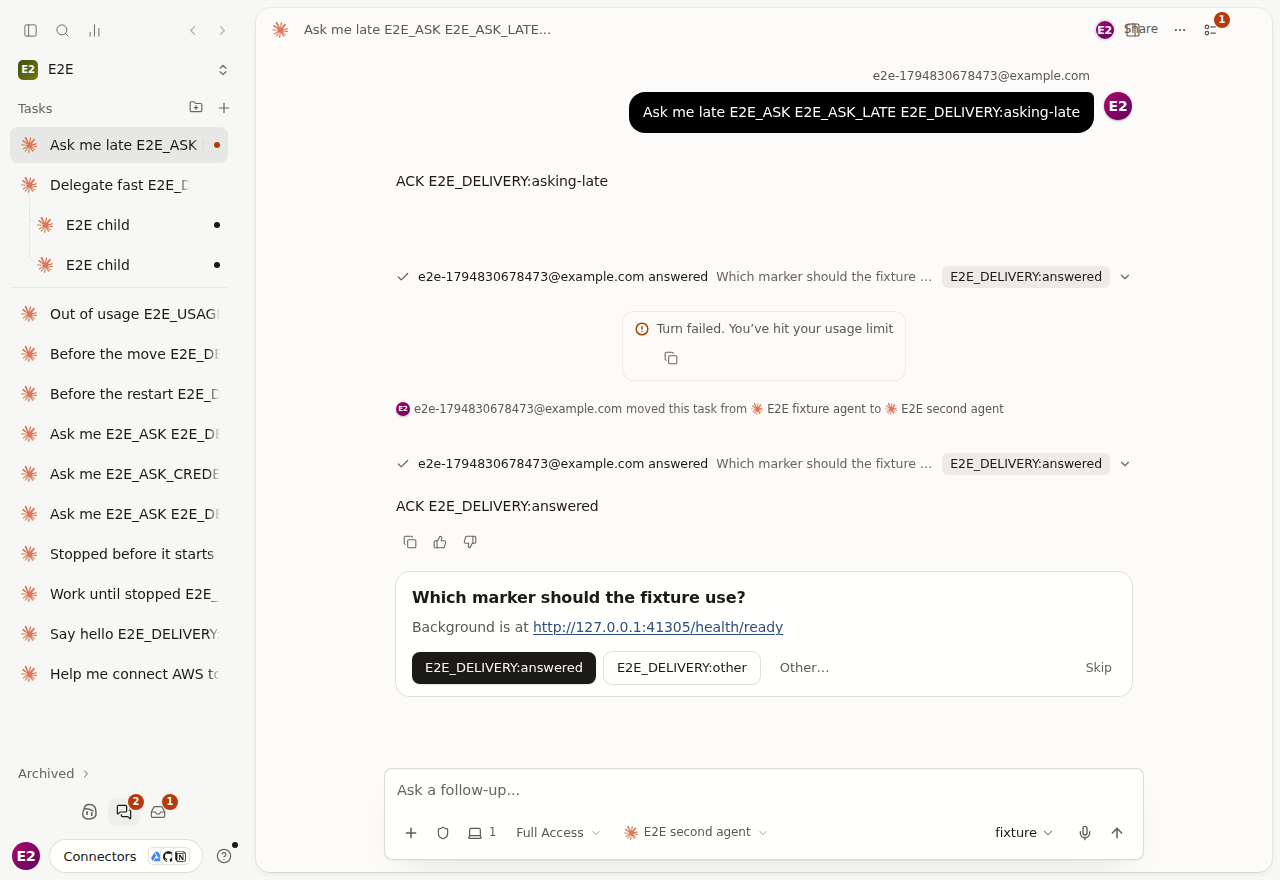 Ask me late E2E_ASK E2E_ASK_LATE...
E2 Share
1
E2 E2E
Tasks
Ask me late E2E_ASK
Delegate fast E2E_D
E2E child
E2E child
Out of usage E2E_USAG
Before the move E2E_DE
Before the restart E2E_D
Ask me E2E_ASK E2E_DE
Ask me E2E_ASK_CREDE
Ask me E2E_ASK E2E_DE
Stopped before it starts
Work until stopped E2E_
Say hello E2E_DELIVERY:
Help me connect AWS to
Archived
2
1
E2 Connectors
e2e-1794830678473@example.com
Ask me late E2E_ASK E2E_ASK_LATE E2E_DELIVERY:asking-late
E2
ACK E2E_DELIVERY:asking-late
e2e-1794830678473@example.com answered Which marker should the fixture ... E2E_DELIVERY:answered
Turn failed. You’ve hit your usage limit
E2 e2e-1794830678473@example.com moved this task from E2E fixture agent to E2E second agent
e2e-1794830678473@example.com answered Which marker should the fixture ... E2E_DELIVERY:answered
ACK E2E_DELIVERY:answered
Which marker should the fixture use?
Background is at http://127.0.0.1:41305/health/ready
E2E_DELIVERY:answered E2E_DELIVERY:other Other... Skip
Ask a follow-up...
1 Full Access E2E second agent fixture